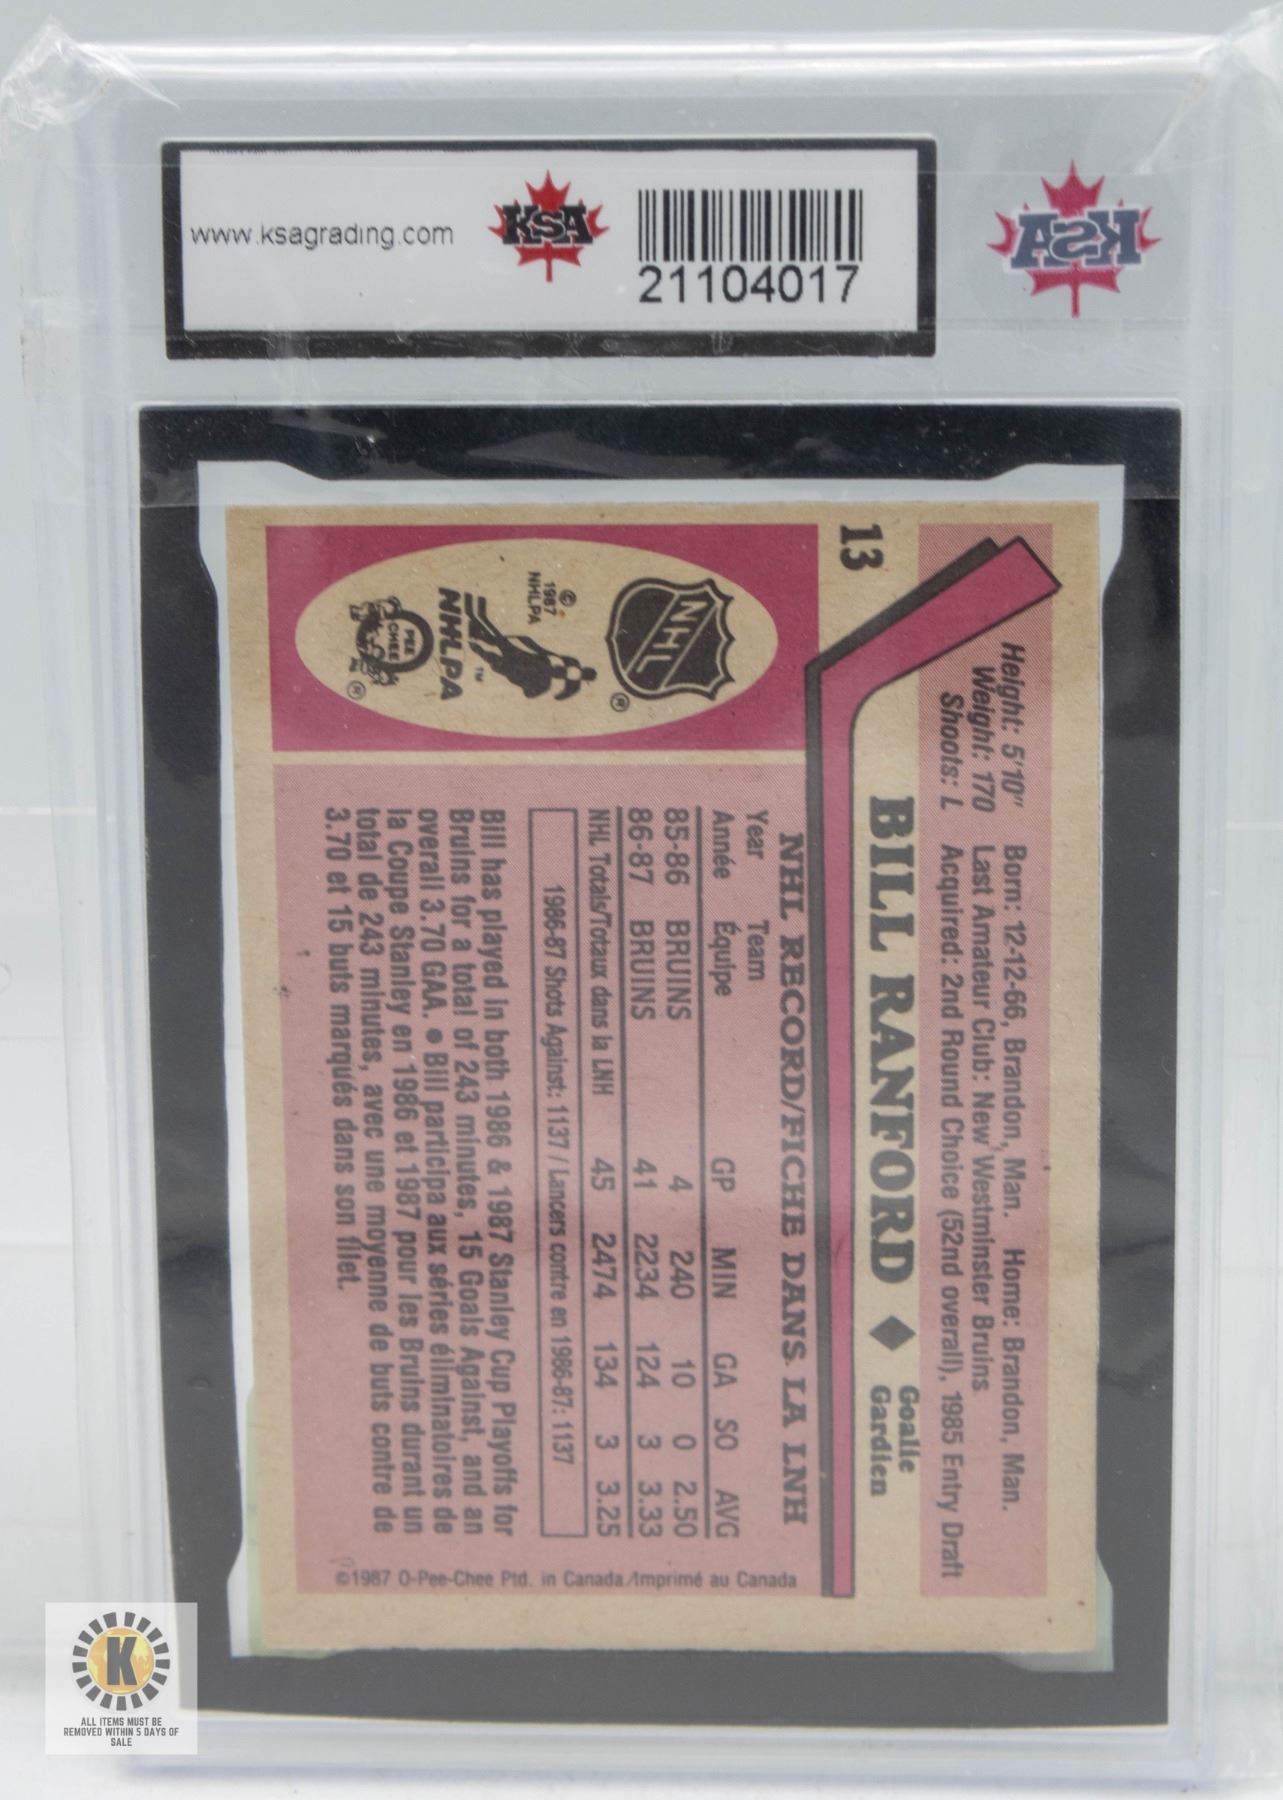 www.ksagrading.com
KSA
21104017
KSA
13
Height: 5'10" Born: 12-12-66, Brandon, Man. Home: Brandon, Man.
Weight: 170 Last Amateur Club: New Westminster Bruins
Shoots: L Acquired: 2nd Round Choice (52nd overall), 1985 Entry Draft
BILL RANFORD ◆ Goalie
Gardien
NHL RECORD/FICHE DANS LA LNH
Year Team
Année Équipe GP MIN GA SO AVG
85-86 BRUINS 4 240 10 0 2.50
86-87 BRUINS 41 2234 124 3 3.33
NHL Totals/Totaux dans la LNH 45 2474 134 3 3.25
1986-87 Shots Against: 1137 / Lancers contre en 1986-87: 1137
Bill has played in both 1986 & 1987 Stanley Cup Playoffs for
Bruins for a total of 243 minutes, 15 Goals Against, and an
overall 3.70 GAA. ● Bill participa aux séries éliminatoires de
la Coupe Stanley en 1986 et 1987 pour les Bruins durant un
total de 243 minutes, avec une moyenne de buts contre de
3.70 et 15 buts marqués dans son filet.
©1987 O-Pee-Chee Ptd. in Canada/Imprimé au Canada
NHL ®
© 1987
NHLPA
NHLPA ™
O PEE CHEE ®
K
ALL ITEMS MUST BE
REMOVED WITHIN 5 DAYS OF
SALE